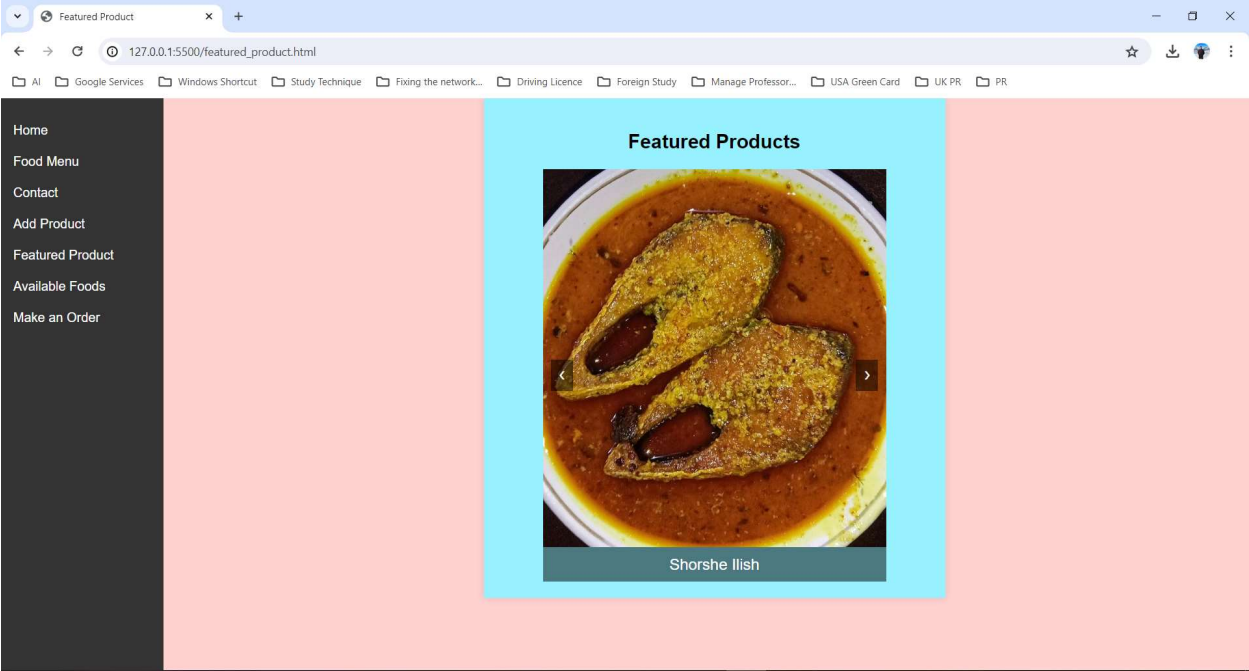 Featured Product
127.0.0.1:5500/featured_product.html
AI Google Services Windows Shortcut Study Technique Fixing the network... Driving Licence Foreign Study Manage Professor... USA Green Card UK PR PR
Home
Food Menu
Contact
Add Product
Featured Product
Available Foods
Make an Order
Featured Products
Shorshe Ilish